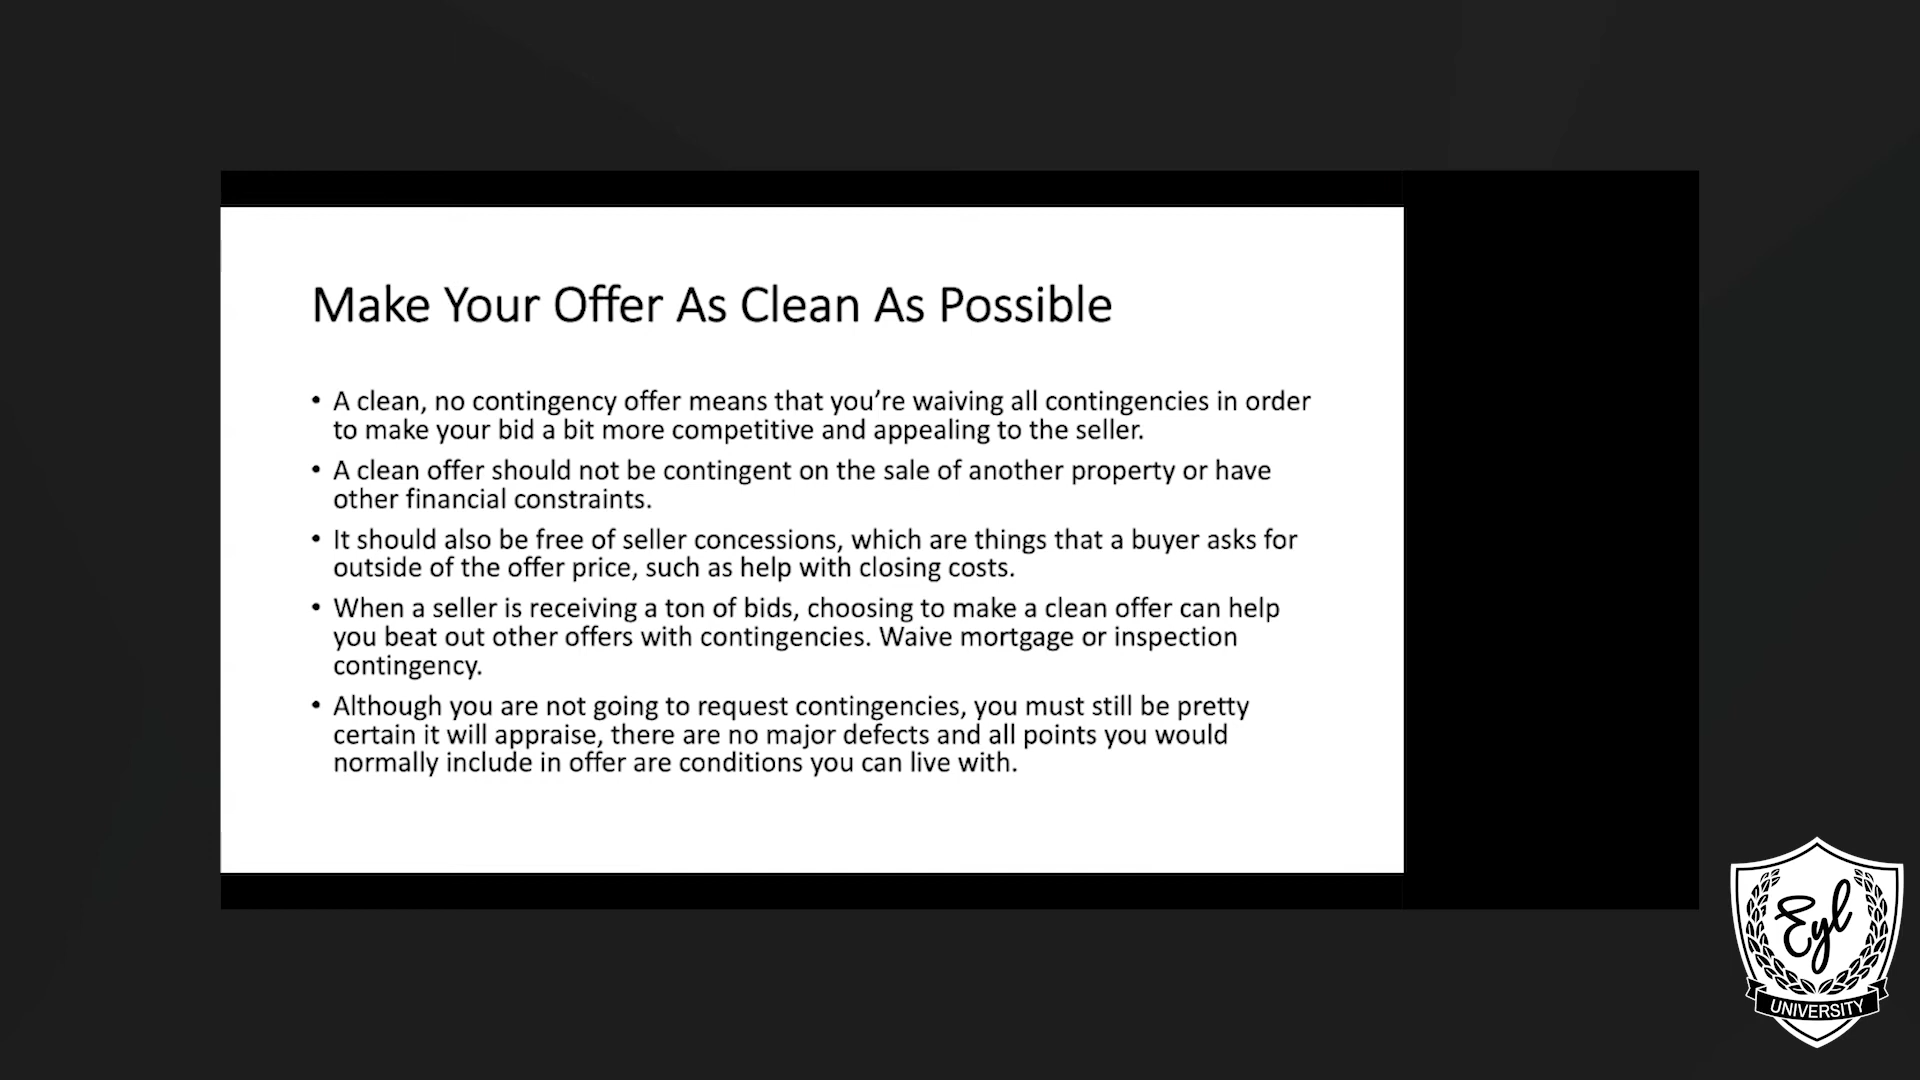 Make Your Offer As Clean As Possible
• A clean, no contingency offer means that you’re waiving all contingencies in order
to make your bid a bit more competitive and appealing to the seller.
• A clean offer should not be contingent on the sale of another property or have
other financial constraints.
• It should also be free of seller concessions, which are things that a buyer asks for
outside of the offer price, such as help with closing costs.
• When a seller is receiving a ton of bids, choosing to make a clean offer can help
you beat out other offers with contingencies. Waive mortgage or inspection
contingency.
• Although you are not going to request contingencies, you must still be pretty
certain it will appraise, there are no major defects and all points you would
normally include in offer are conditions you can live with.
Eyl
UNIVERSITY